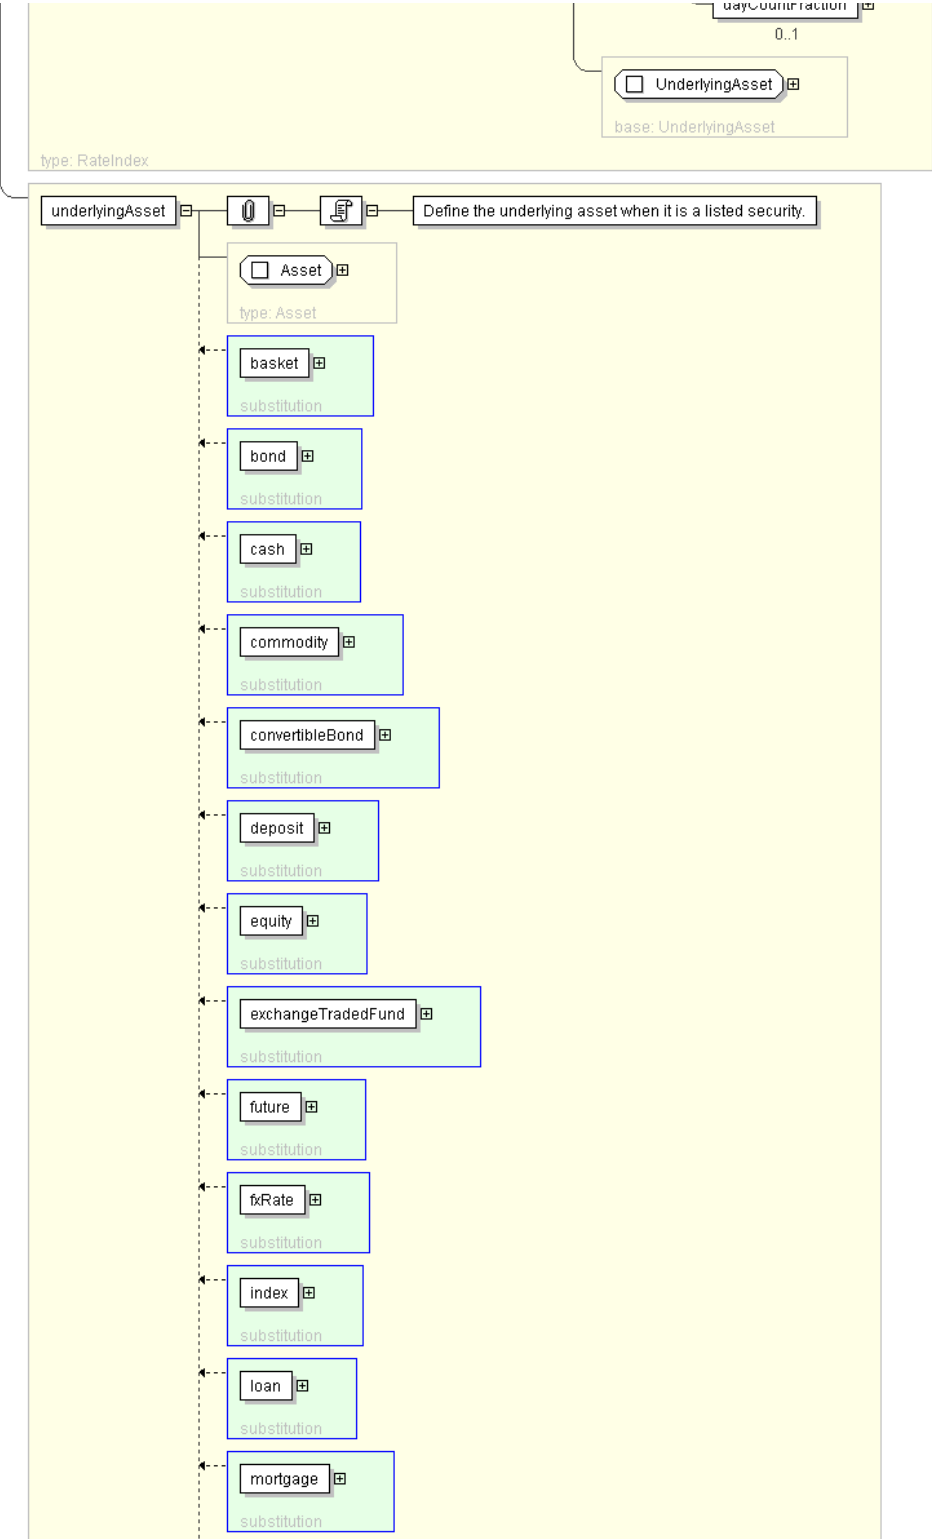 dayCountFraction
0..1
UnderlyingAsset
base: UnderlyingAsset
type: RateIndex
underlyingAsset
Define the underlying asset when it is a listed security.
Asset
type: Asset
basket
substitution
bond
substitution
cash
substitution
commodity
substitution
convertibleBond
substitution
deposit
substitution
equity
substitution
exchangeTradedFund
substitution
future
substitution
fxRate
substitution
index
substitution
loan
substitution
mortgage
substitution